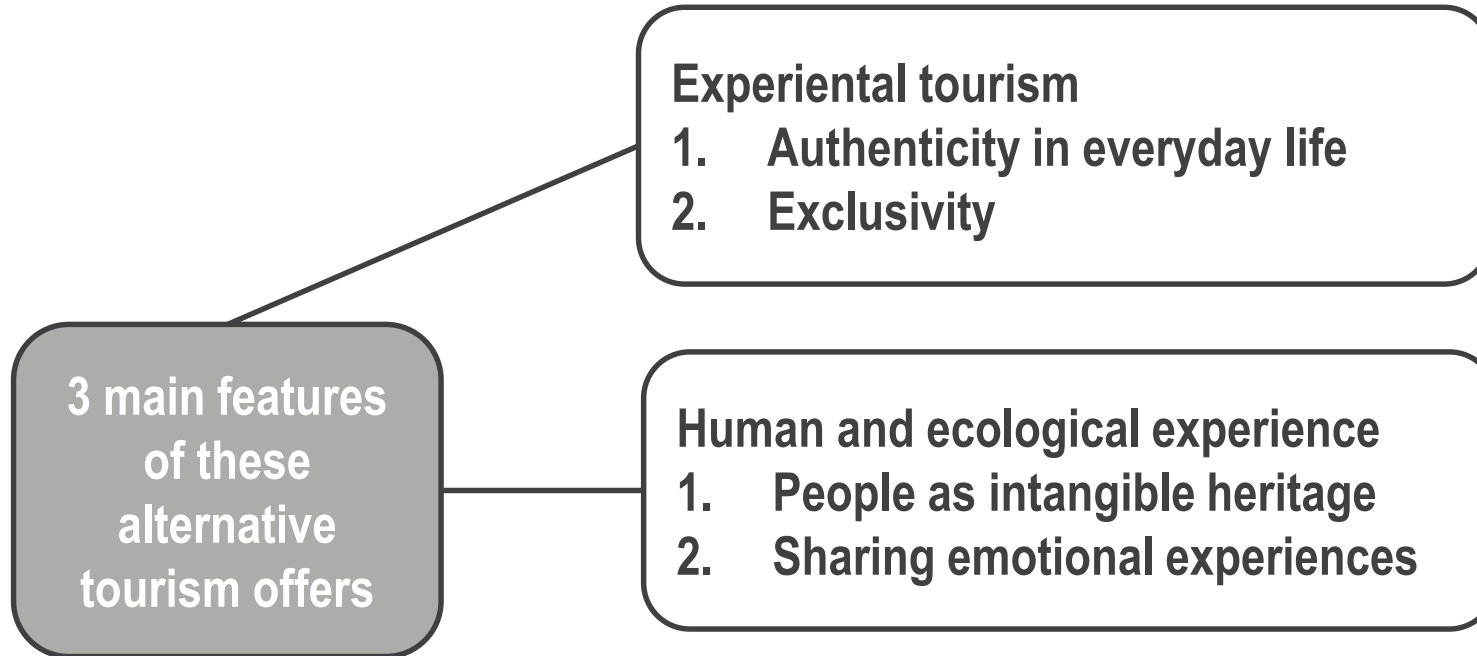 Experiental tourism
1. Authenticity in everyday life
2. Exclusivity
3 main features
of these
alternative
tourism offers
Human and ecological experience
1. People as intangible heritage
2. Sharing emotional experiences